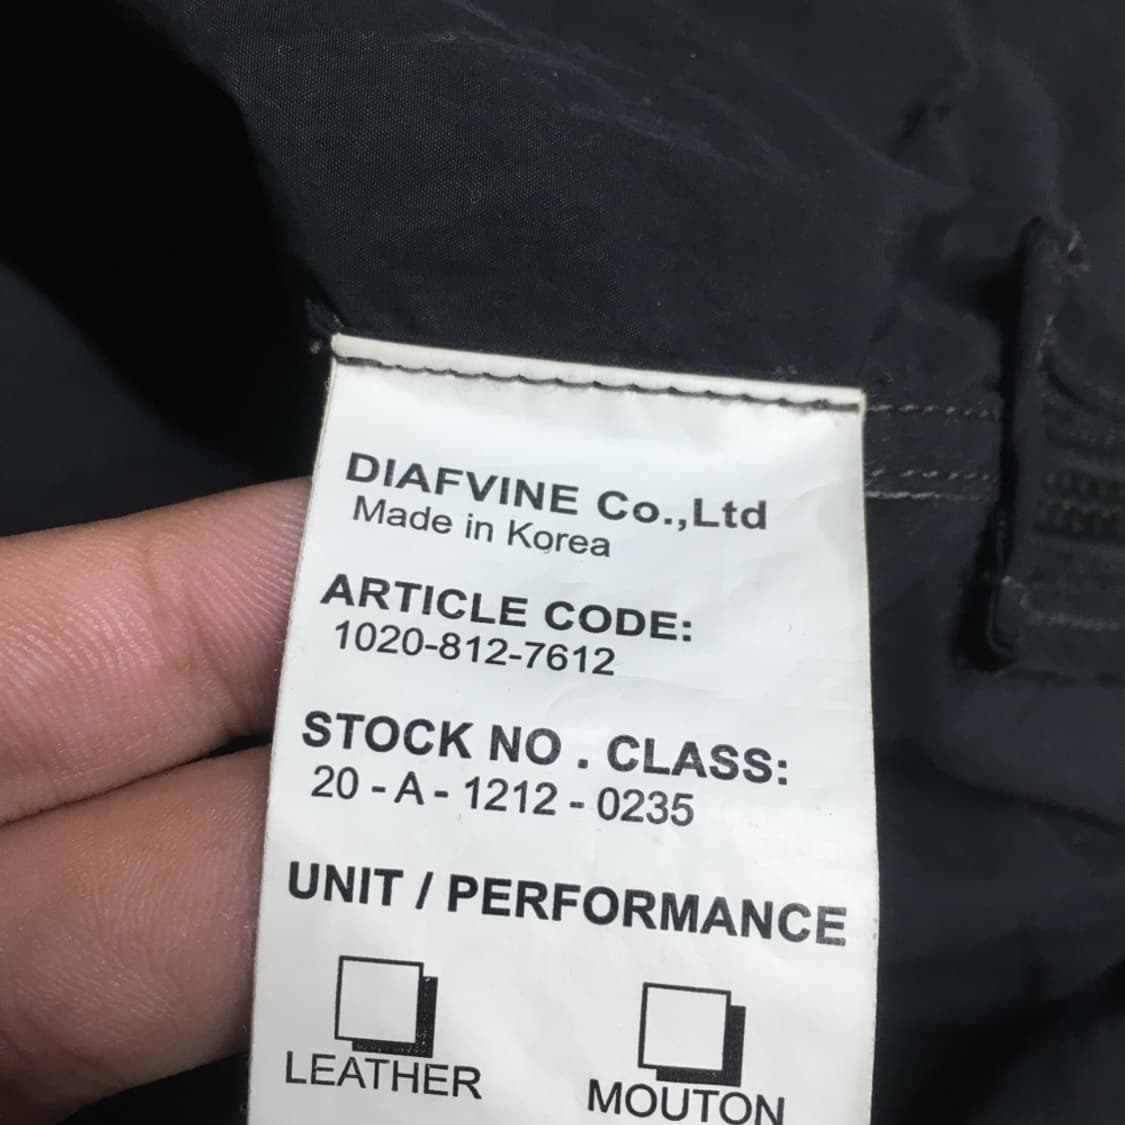 DIAFVINE Co.,Ltd
Made in Korea
ARTICLE CODE:
1020-812-7612
STOCK NO . CLASS:
20 - A - 1212 - 0235
UNIT / PERFORMANCE
LEATHER MOUTON